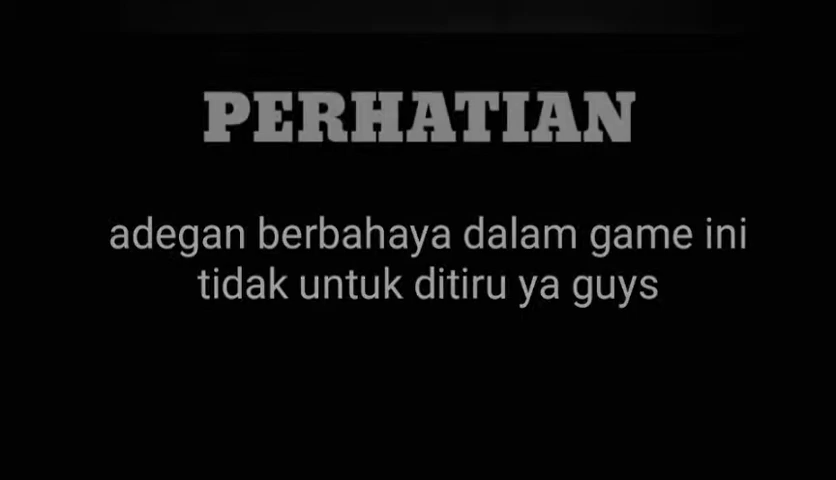 PERHATIAN
adegan berbahaya dalam game ini
tidak untuk ditiru ya guys